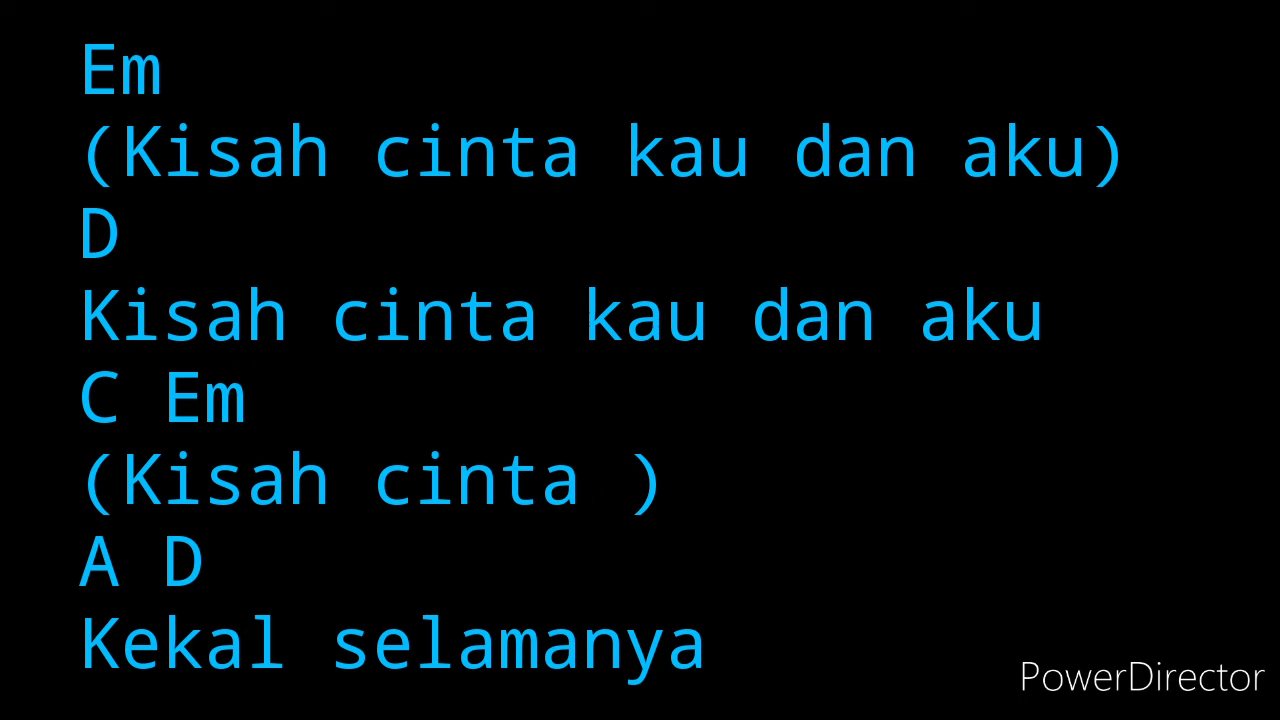 Em
(Kisah cinta kau dan aku)
D
Kisah cinta kau dan aku
C Em
(Kisah cinta )
A D
Kekal selamanya
PowerDirector